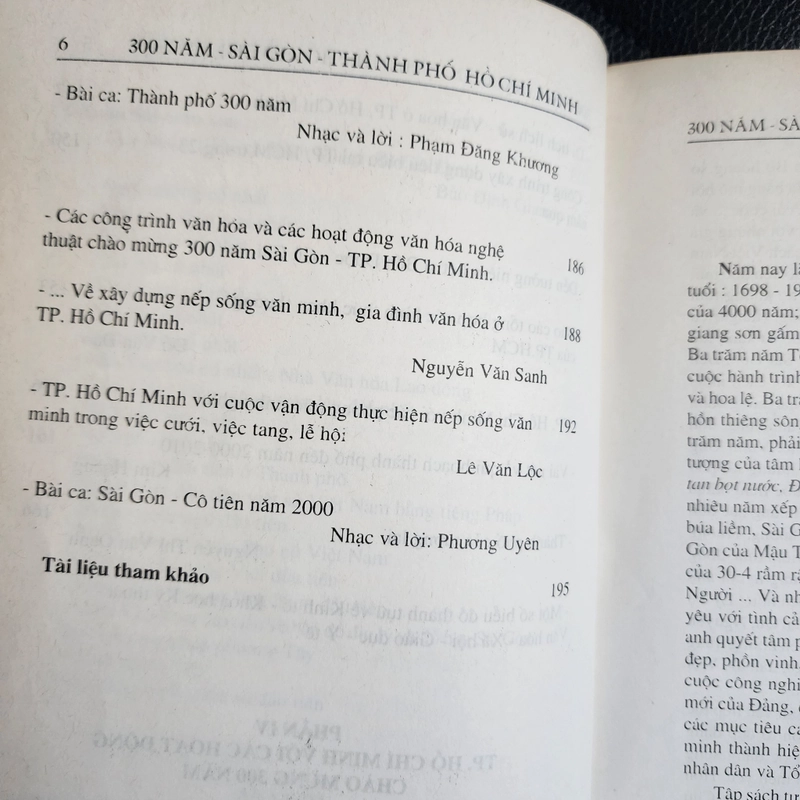 6 300 NĂM - SÀI GÒN - THÀNH PHỐ HỒ CHÍ MINH
- Bài ca: Thành phố 300 năm
Nhạc và lời : Phạm Đăng Khương
- Các công trình văn hóa và các hoạt động văn hóa nghệ
thuật chào mừng 300 năm Sài Gòn - TP. Hồ Chí Minh. 186
- ... Về xây dựng nếp sống văn minh, gia đình văn hóa ở
TP. Hồ Chí Minh. 188
Nguyễn Văn Sanh
- TP. Hồ Chí Minh với cuộc vận động thực hiện nếp sống văn
minh trong việc cưới, việc tang, lễ hội: 192
Lê Văn Lộc
- Bài ca: Sài Gòn - Cô tiên năm 2000
Nhạc và lời: Phương Uyên
Tài liệu tham khảo 195
300 NĂM - SÀ
Năm nay là
tuổi : 1698 - 19
của 4000 năm;
giang sơn gấm
Ba trăm năm T
cuộc hành trình
và hoa lệ. Ba tr
hồn thiêng sông
trăm năm, phải
tượng của tâm
tan bọt nước, Đ
nhiêu năm xếp
búa liềm, Sài G
Gòn của Mậu T
của 30-4 rầm r
Người ... Và nh
yêu với tình cả
anh quyết tâm p
đẹp, phồn vinh,
cuộc công nghi
mới của Đảng,
các mục tiêu c
minh thành hiệ
nhân dân và Tổ
Tập sách tư